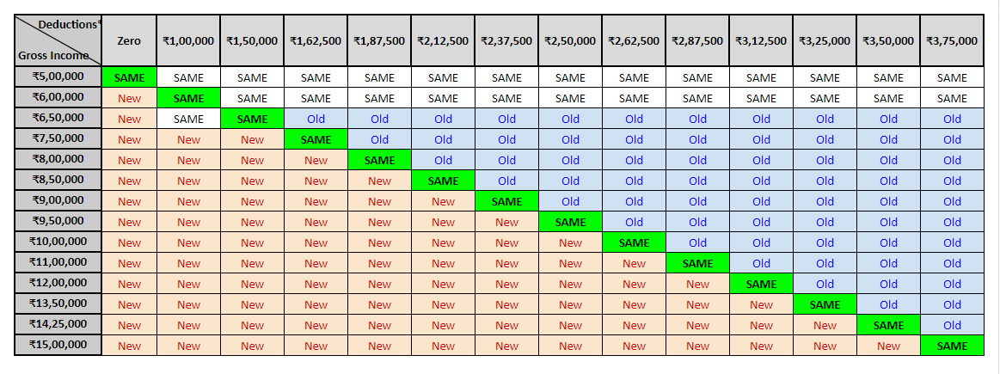 Deductions*
Gross Income
Zero ₹1,00,000 ₹1,50,000 ₹1,62,500 ₹1,87,500 ₹2,12,500 ₹2,37,500 ₹2,50,000 ₹2,62,500 ₹2,87,500 ₹3,12,500 ₹3,25,000 ₹3,50,000 ₹3,75,000
₹5,00,000 SAME SAME SAME SAME SAME SAME SAME SAME SAME SAME SAME SAME SAME SAME
₹6,00,000 New SAME SAME SAME SAME SAME SAME SAME SAME SAME SAME SAME SAME SAME
₹6,50,000 New SAME SAME Old Old Old Old Old Old Old Old Old Old Old
₹7,50,000 New New New SAME Old Old Old Old Old Old Old Old Old Old
₹8,00,000 New New New New SAME Old Old Old Old Old Old Old Old Old
₹8,50,000 New New New New New SAME Old Old Old Old Old Old Old Old
₹9,00,000 New New New New New New SAME Old Old Old Old Old Old Old
₹9,50,000 New New New New New New New SAME Old Old Old Old Old Old
₹10,00,000 New New New New New New New New SAME Old Old Old Old Old
₹11,00,000 New New New New New New New New New SAME Old Old Old Old
₹12,00,000 New New New New New New New New New New SAME Old Old Old
₹13,50,000 New New New New New New New New New New New SAME Old Old
₹14,25,000 New New New New New New New New New New New New SAME Old
₹15,00,000 New New New New New New New New New New New New New SAME